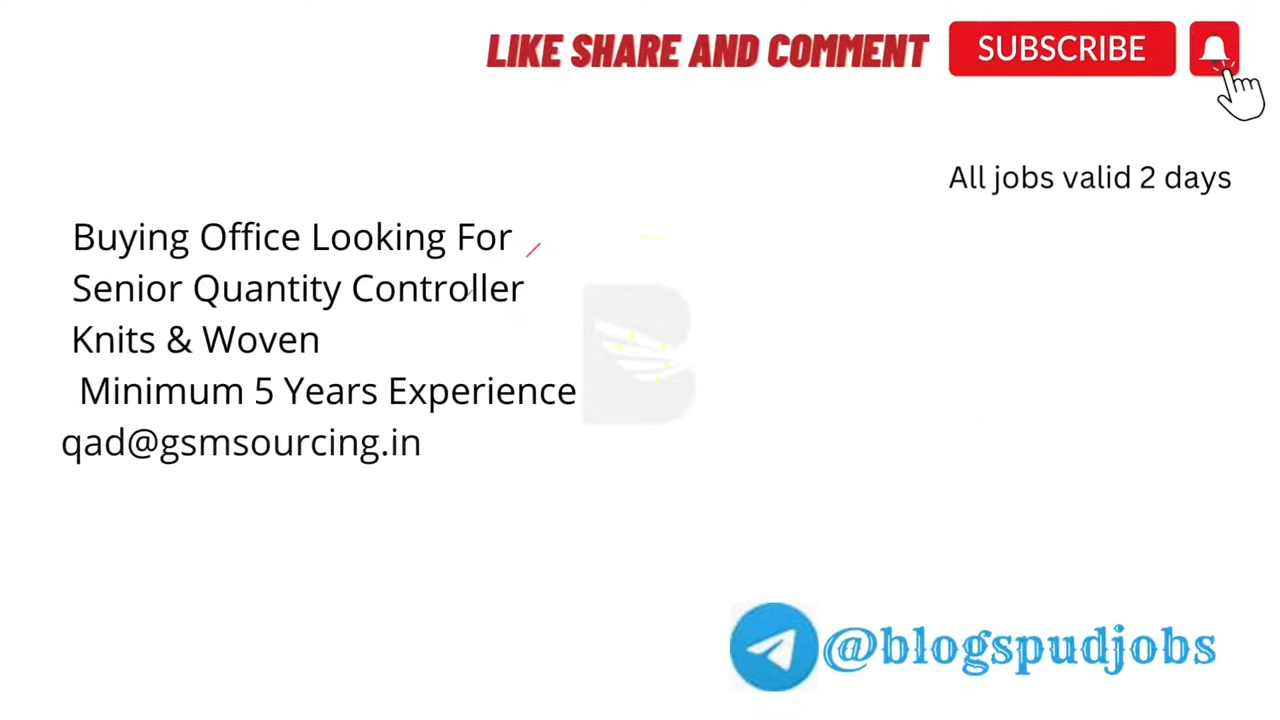 LIKE SHARE AND COMMENT
SUBSCRIBE
All jobs valid 2 days
Buying Office Looking For
Senior Quantity Controller
Knits & Woven
Minimum 5 Years Experience
qad@gsmsourcing.in
@blogspudjobs